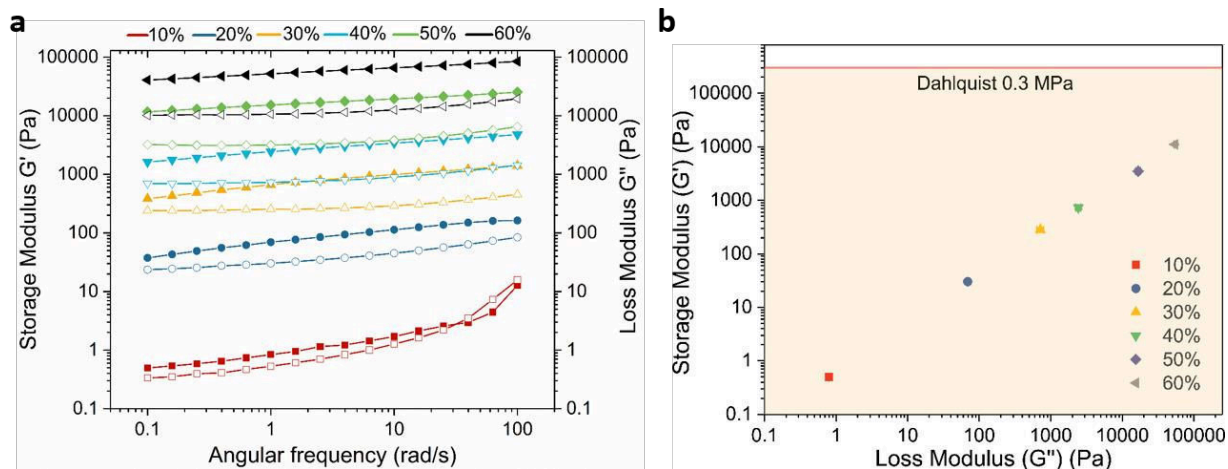 a
10% 20% 30% 40% 50% 60%
Storage Modulus G' (Pa)
100000
10000
1000
100
10
1
0.1
100000
10000
1000
100
10
1
0.1
Loss Modulus G'' (Pa)
0.1 1 10 100
Angular frequency (rad/s)
b
Dahlquist 0.3 MPa
Storage Modulus (G') (Pa)
100000
10000
1000
100
10
1
0.1
10%
20%
30%
40%
50%
60%
0.1 1 10 100 1000 10000 100000
Loss Modulus (G'') (Pa)